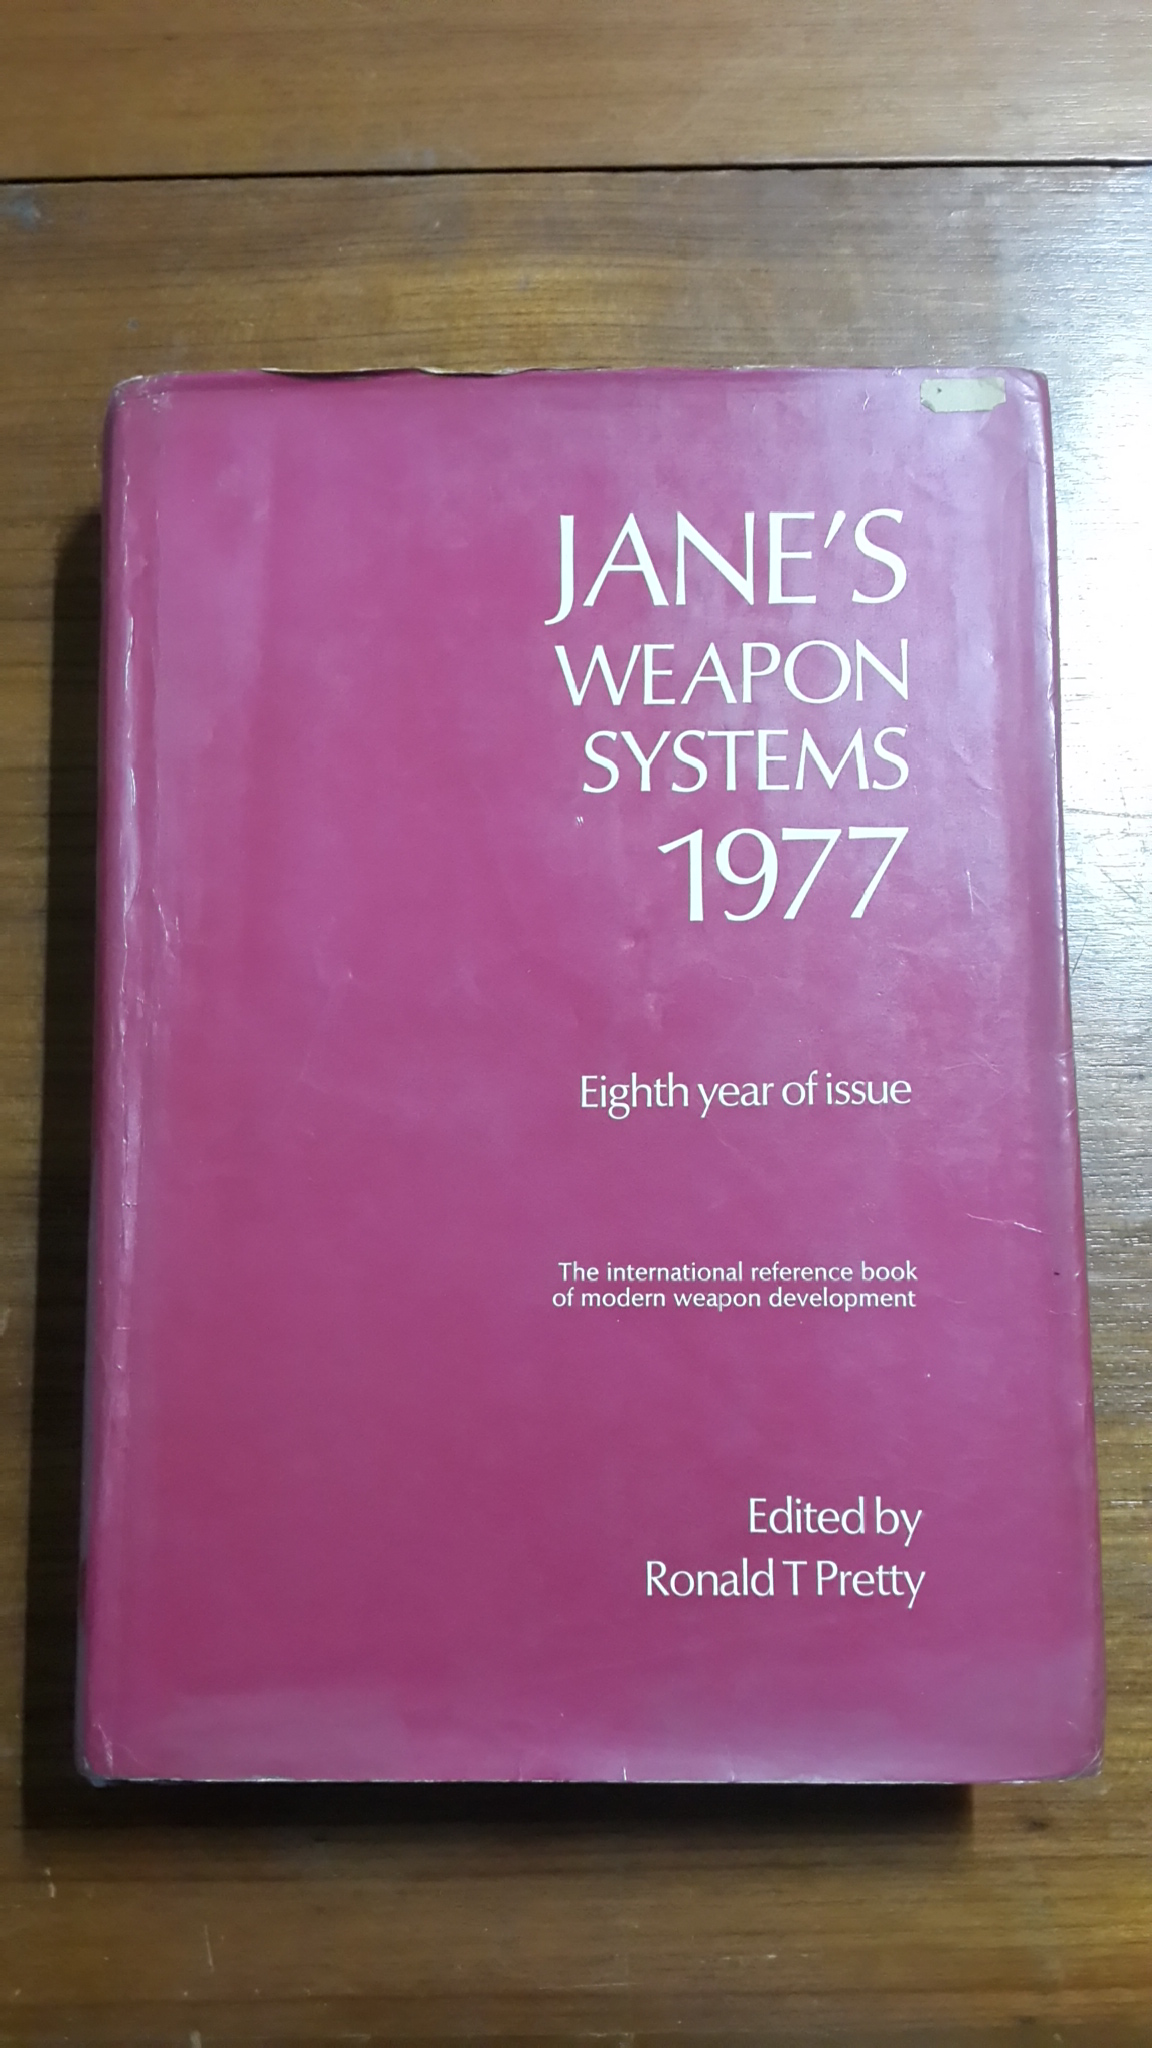 JANE'S
WEAPON
SYSTEMS
1977
Eighth year of issue
The international reference book
of modern weapon development
Edited by
Ronald T Pretty